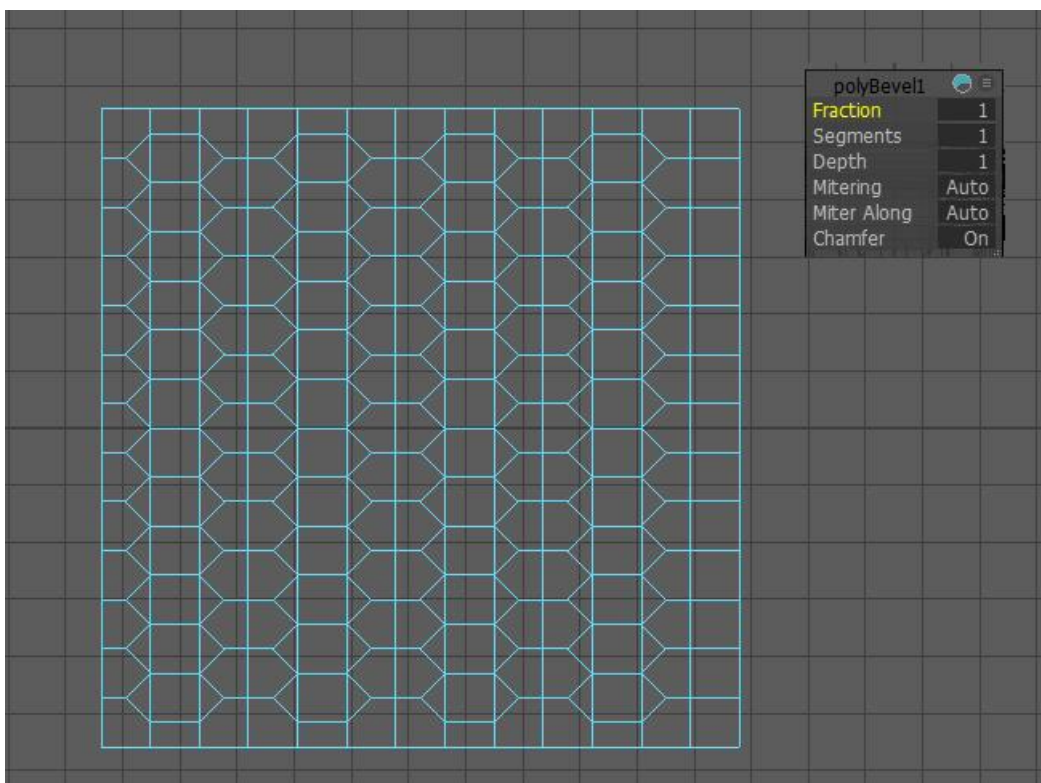 polyBevel1
Fraction 1
Segments 1
Depth 1
Mitering Auto
Miter Along Auto
Chamfer On